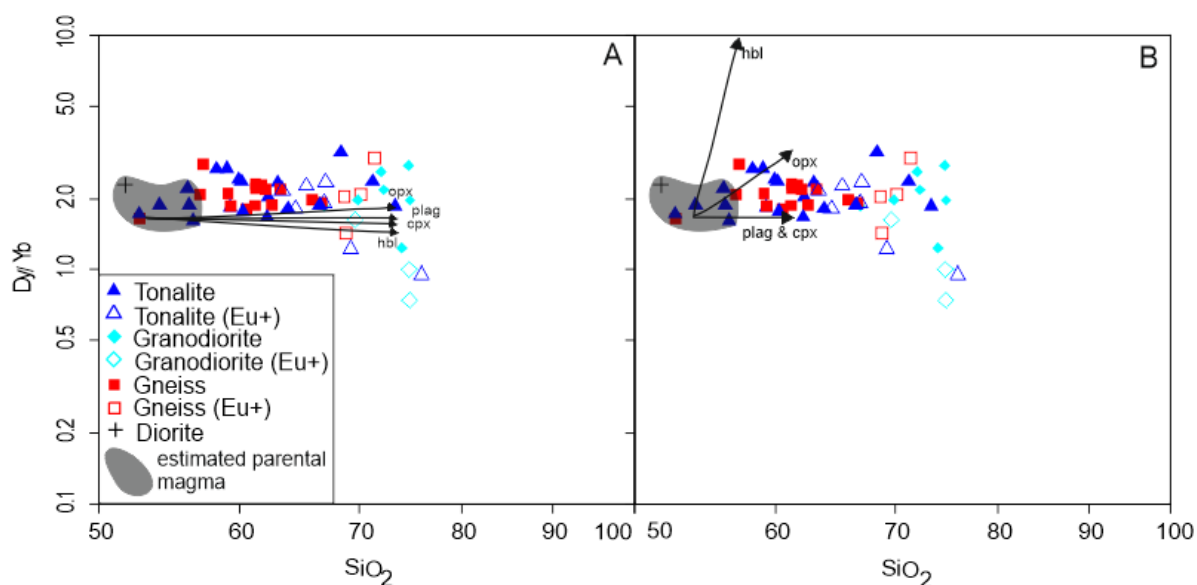 10.0
5.0
2.0
1.0
0.5
0.2
0.1
Dy/Yb
A
opx
plag
cpx
hbl
Tonalite
Tonalite (Eu+)
Granodiorite
Granodiorite (Eu+)
Gneiss
Gneiss (Eu+)
Diorite
estimated parental
magma
50 60 70 80 90 100
SiO2
B
hbl
opx
plag & cpx
50 60 70 80 90 100
SiO2